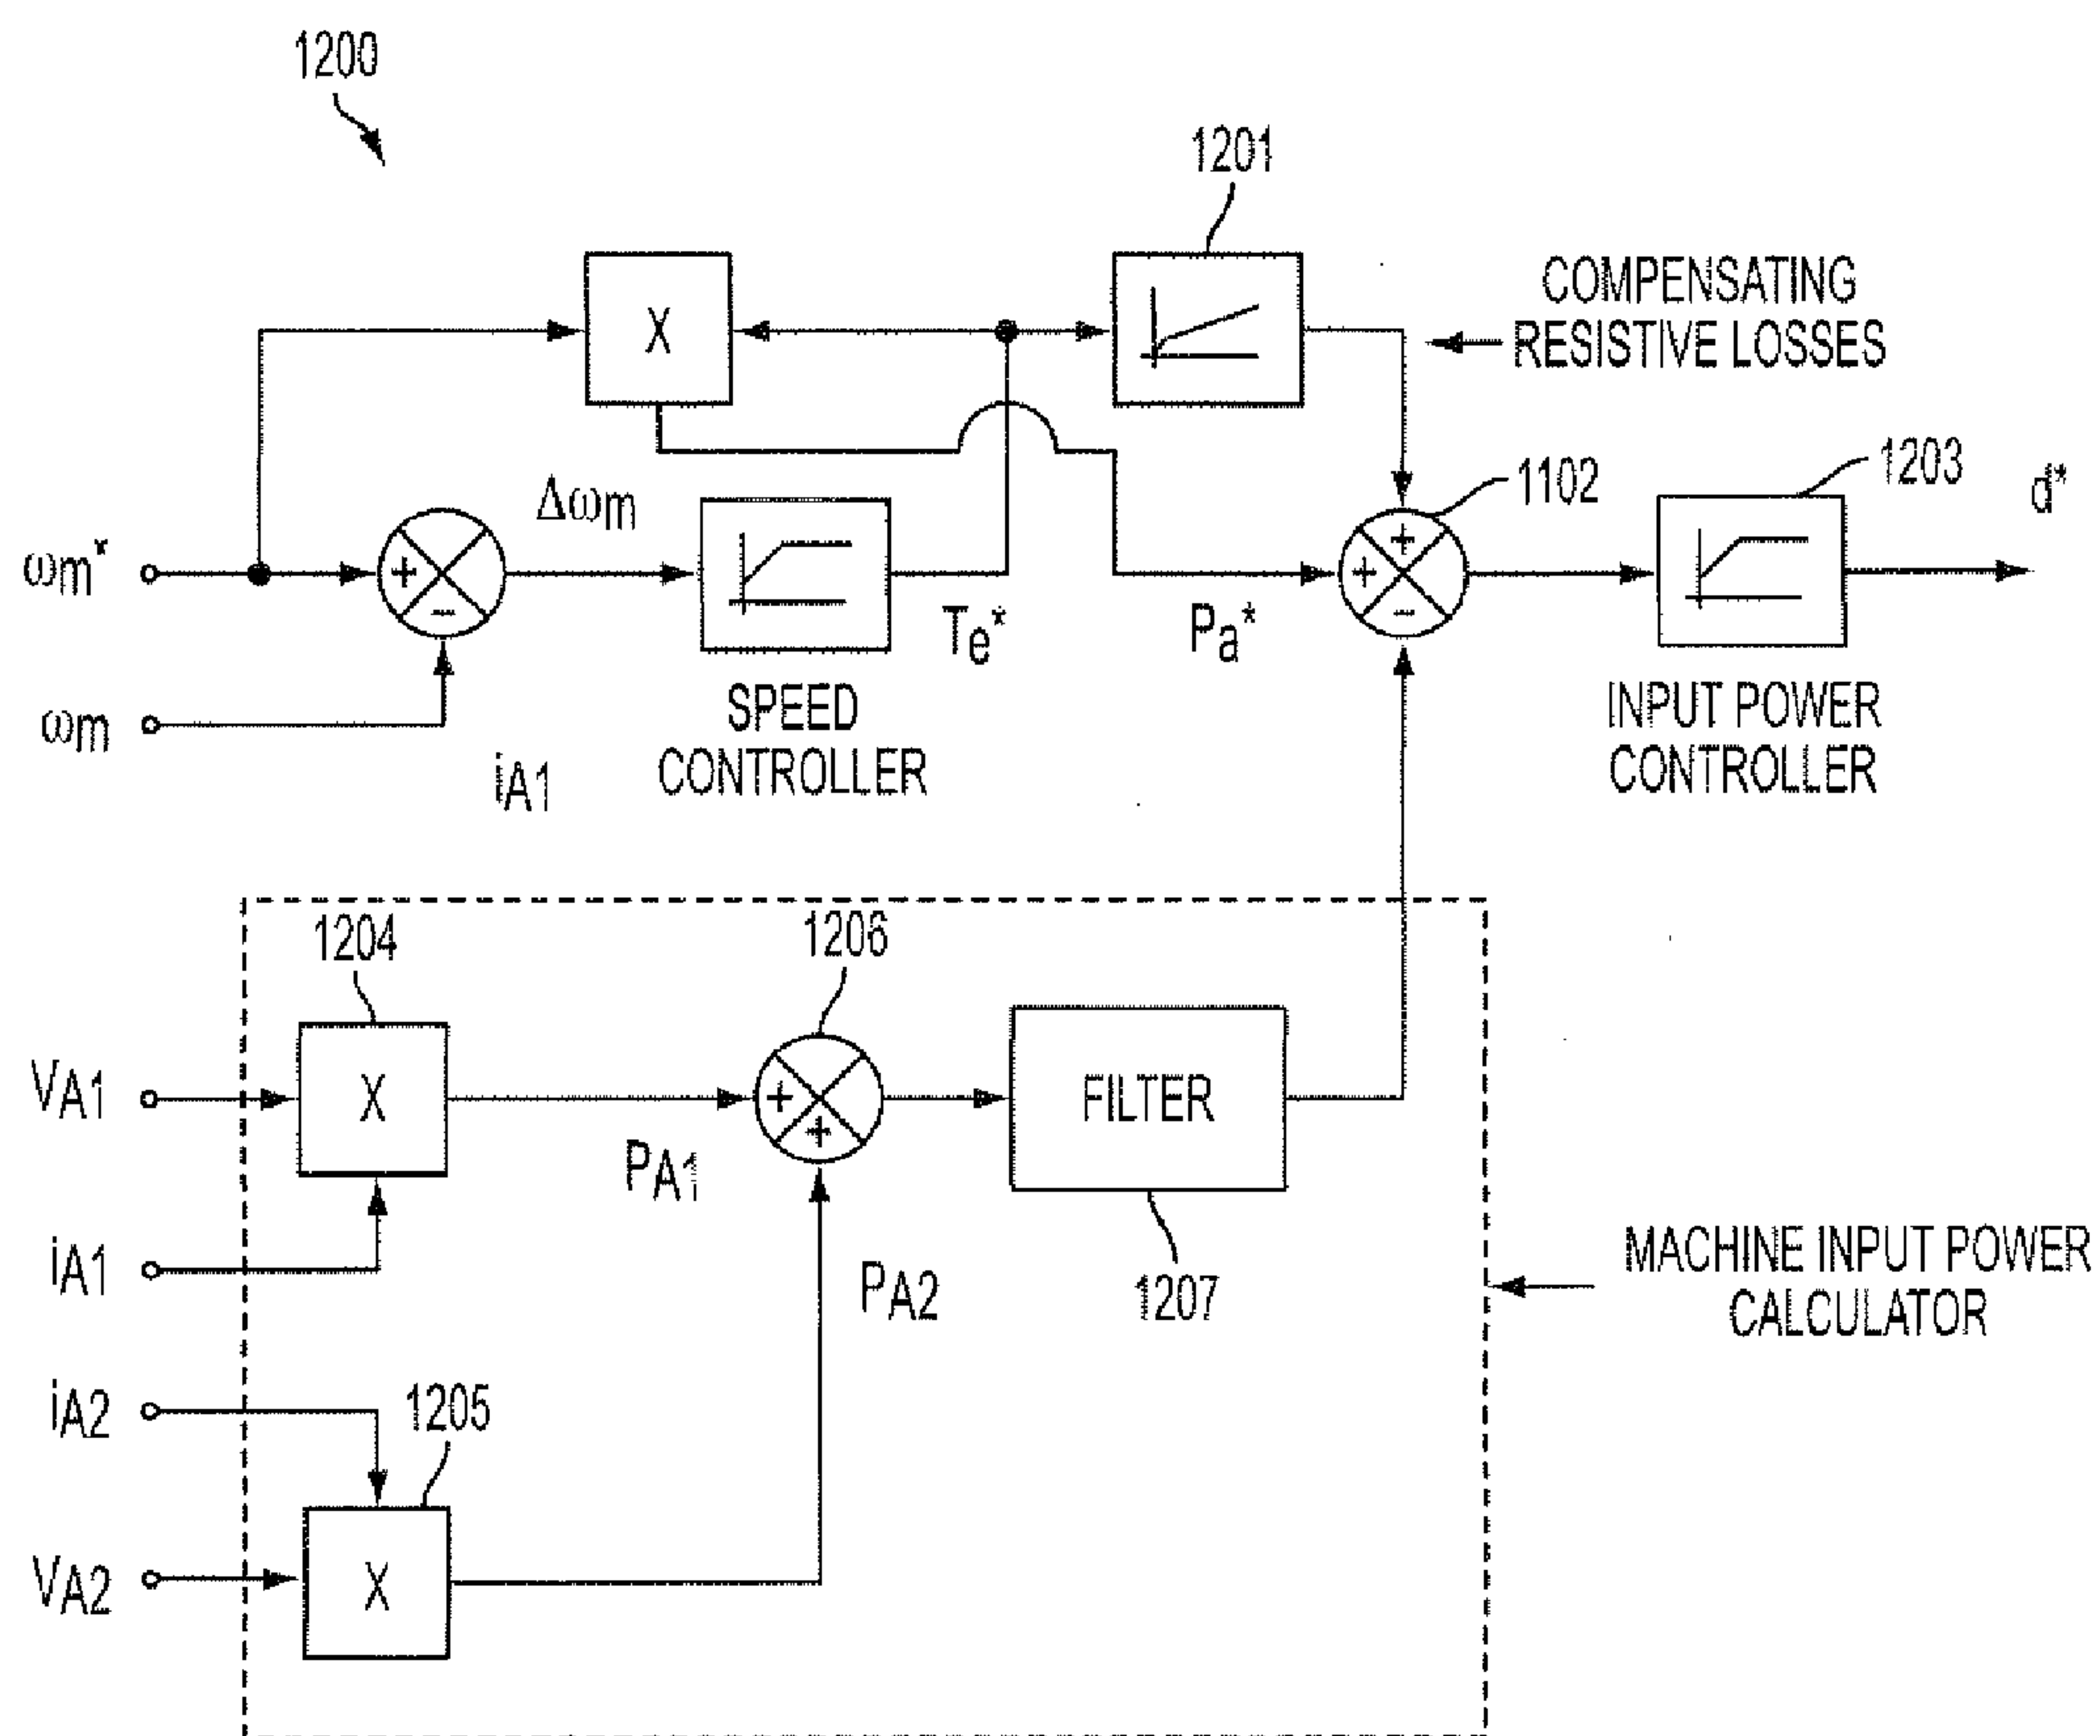 1200
1201
COMPENSATING
RESISTIVE LOSSES
X
1102
1203
d*
Δωm
ωm*
+
−
+
+
−
Te*
Pa*
ωm
SPEED
CONTROLLER
INPUT POWER
CONTROLLER
iA1
1204
1206
VA1
X
+
+
FILTER
PA1
iA1
PA2
1207
MACHINE INPUT POWER
CALCULATOR
iA2
1205
VA2
X